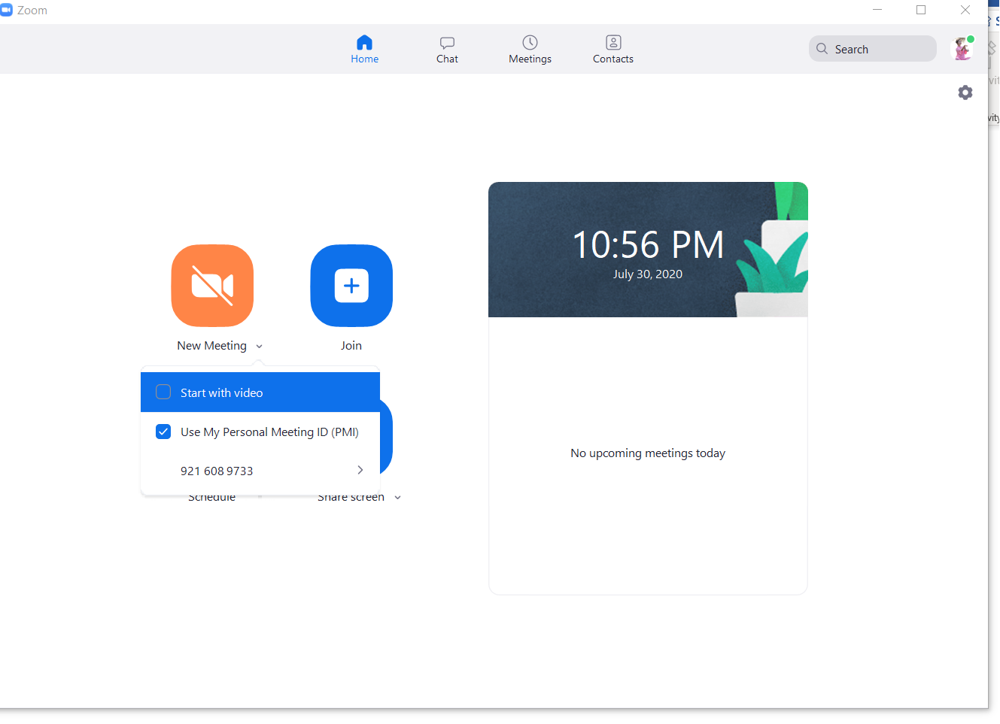 Zoom
Home
Chat
Meetings
Contacts
Search
10:56 PM
July 30, 2020
New Meeting
Join
Start with video
Use My Personal Meeting ID (PMI)
921 608 9733
No upcoming meetings today
Schedule
Share screen